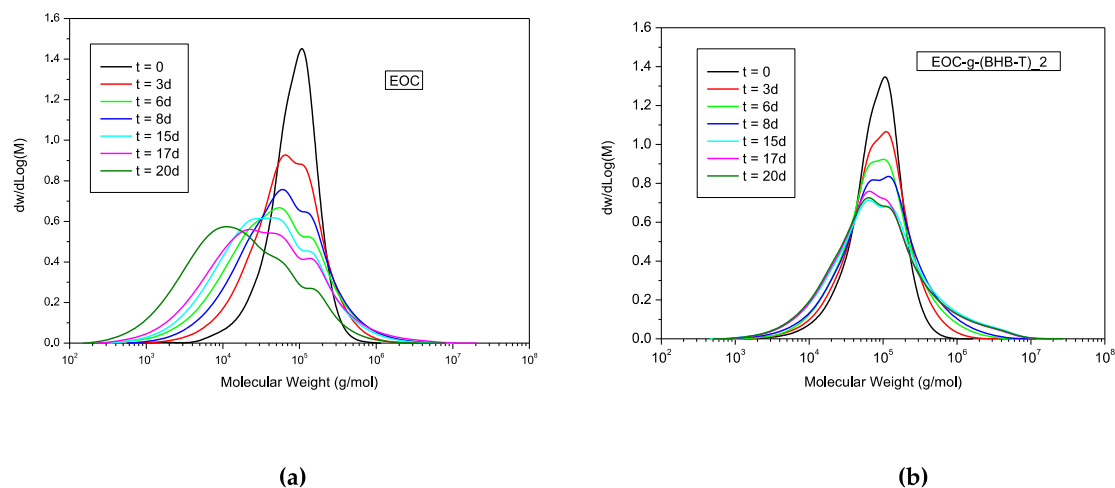 1.6
1.4
1.2
1.0
0.8
0.6
0.4
0.2
0.0
dw/dLog(M)
t = 0
t = 3d
t = 6d
t = 8d
t = 15d
t = 17d
t = 20d
EOC
10² 10³ 10⁴ 10⁵ 10⁶ 10⁷ 10⁸
Molecular Weight (g/mol)
(a)
1.6
1.4
1.2
1.0
0.8
0.6
0.4
0.2
0.0
dw/dLog(M)
t = 0
t = 3d
t = 6d
t = 8d
t = 15d
t = 17d
t = 20d
EOC-g-(BHB-T)_2
10² 10³ 10⁴ 10⁵ 10⁶ 10⁷ 10⁸
Molecular Weight (g/mol)
(b)